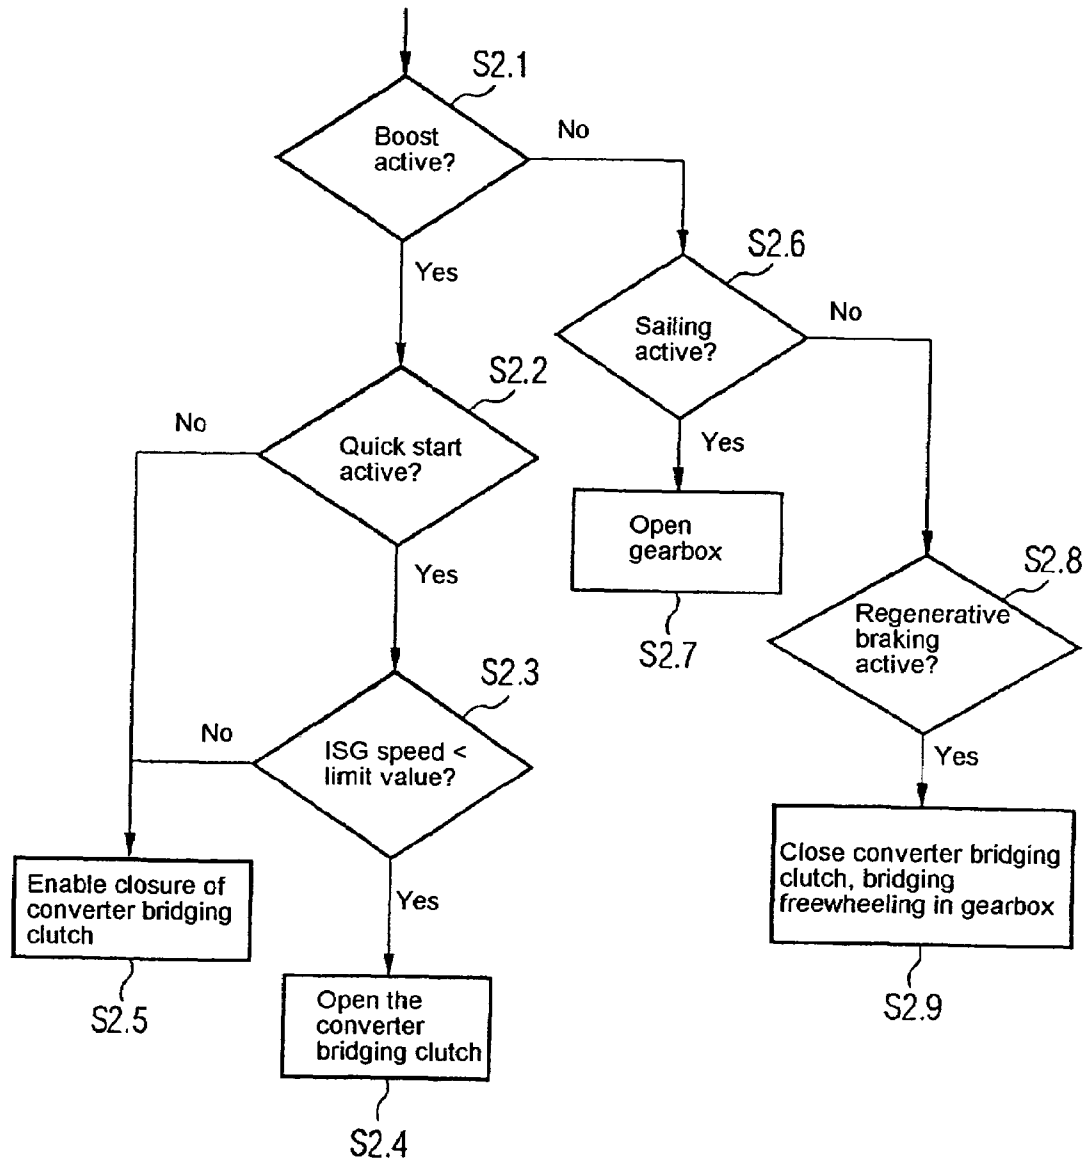 S2.1
Boost
active?
No
Yes
S2.6
Sailing
active?
No
Yes
S2.2
No
Quick start
active?
Yes
Open
gearbox
S2.7
S2.8
Regenerative
braking
active?
Yes
S2.3
No
ISG speed <
limit value?
Yes
Enable closure of
converter bridging
clutch
S2.5
Close converter bridging
clutch, bridging
freewheeling in gearbox
S2.9
Open the
converter
bridging clutch
S2.4